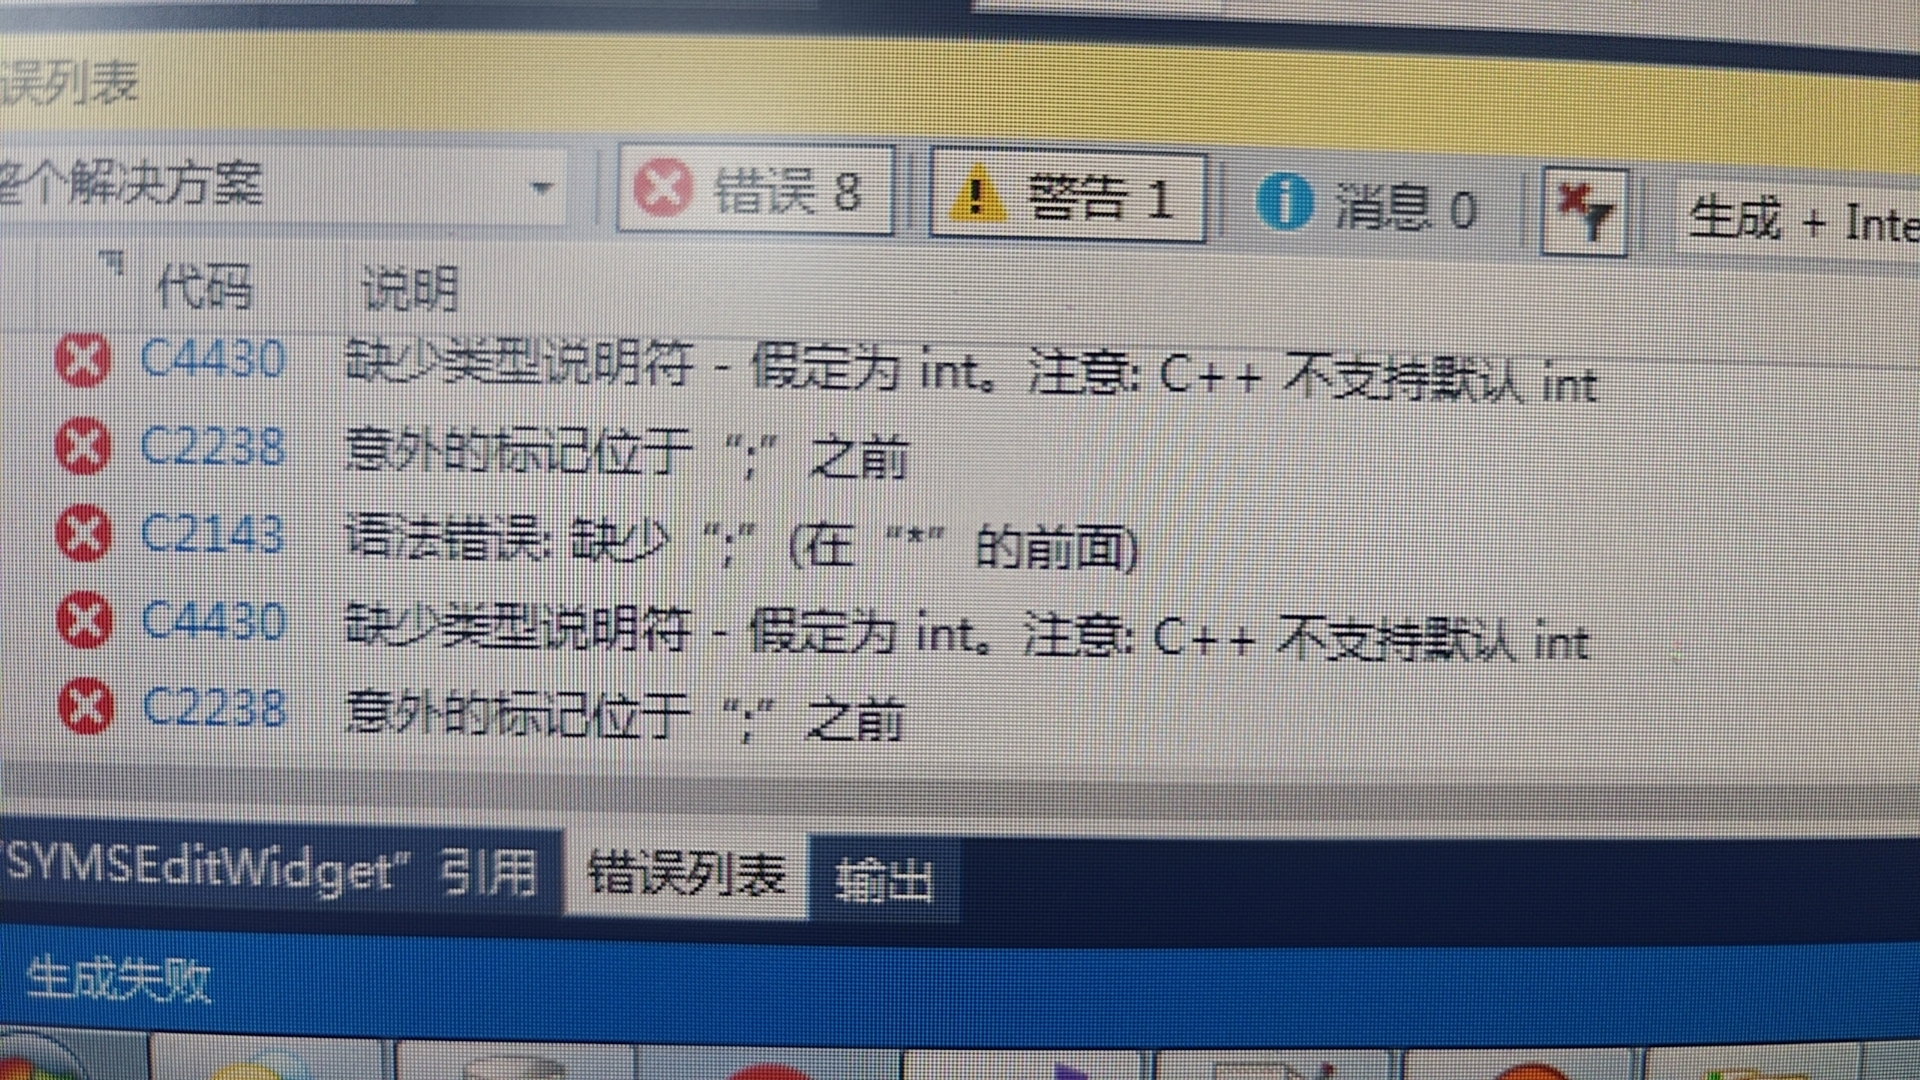 误列表
整个解决方案 错误 8 警告 1 消息 0 生成 + Inte
代码 说明
C4430 缺少类型说明符 - 假定为 int。注意: C++ 不支持默认 int
C2238 意外的标记位于 “;” 之前
C2143 语法错误: 缺少 “;” (在 “*” 的前面)
C4430 缺少类型说明符 - 假定为 int。注意: C++ 不支持默认 int
C2238 意外的标记位于 “;” 之前
"SYMSEditWidget" 引用 错误列表 输出
生成失败